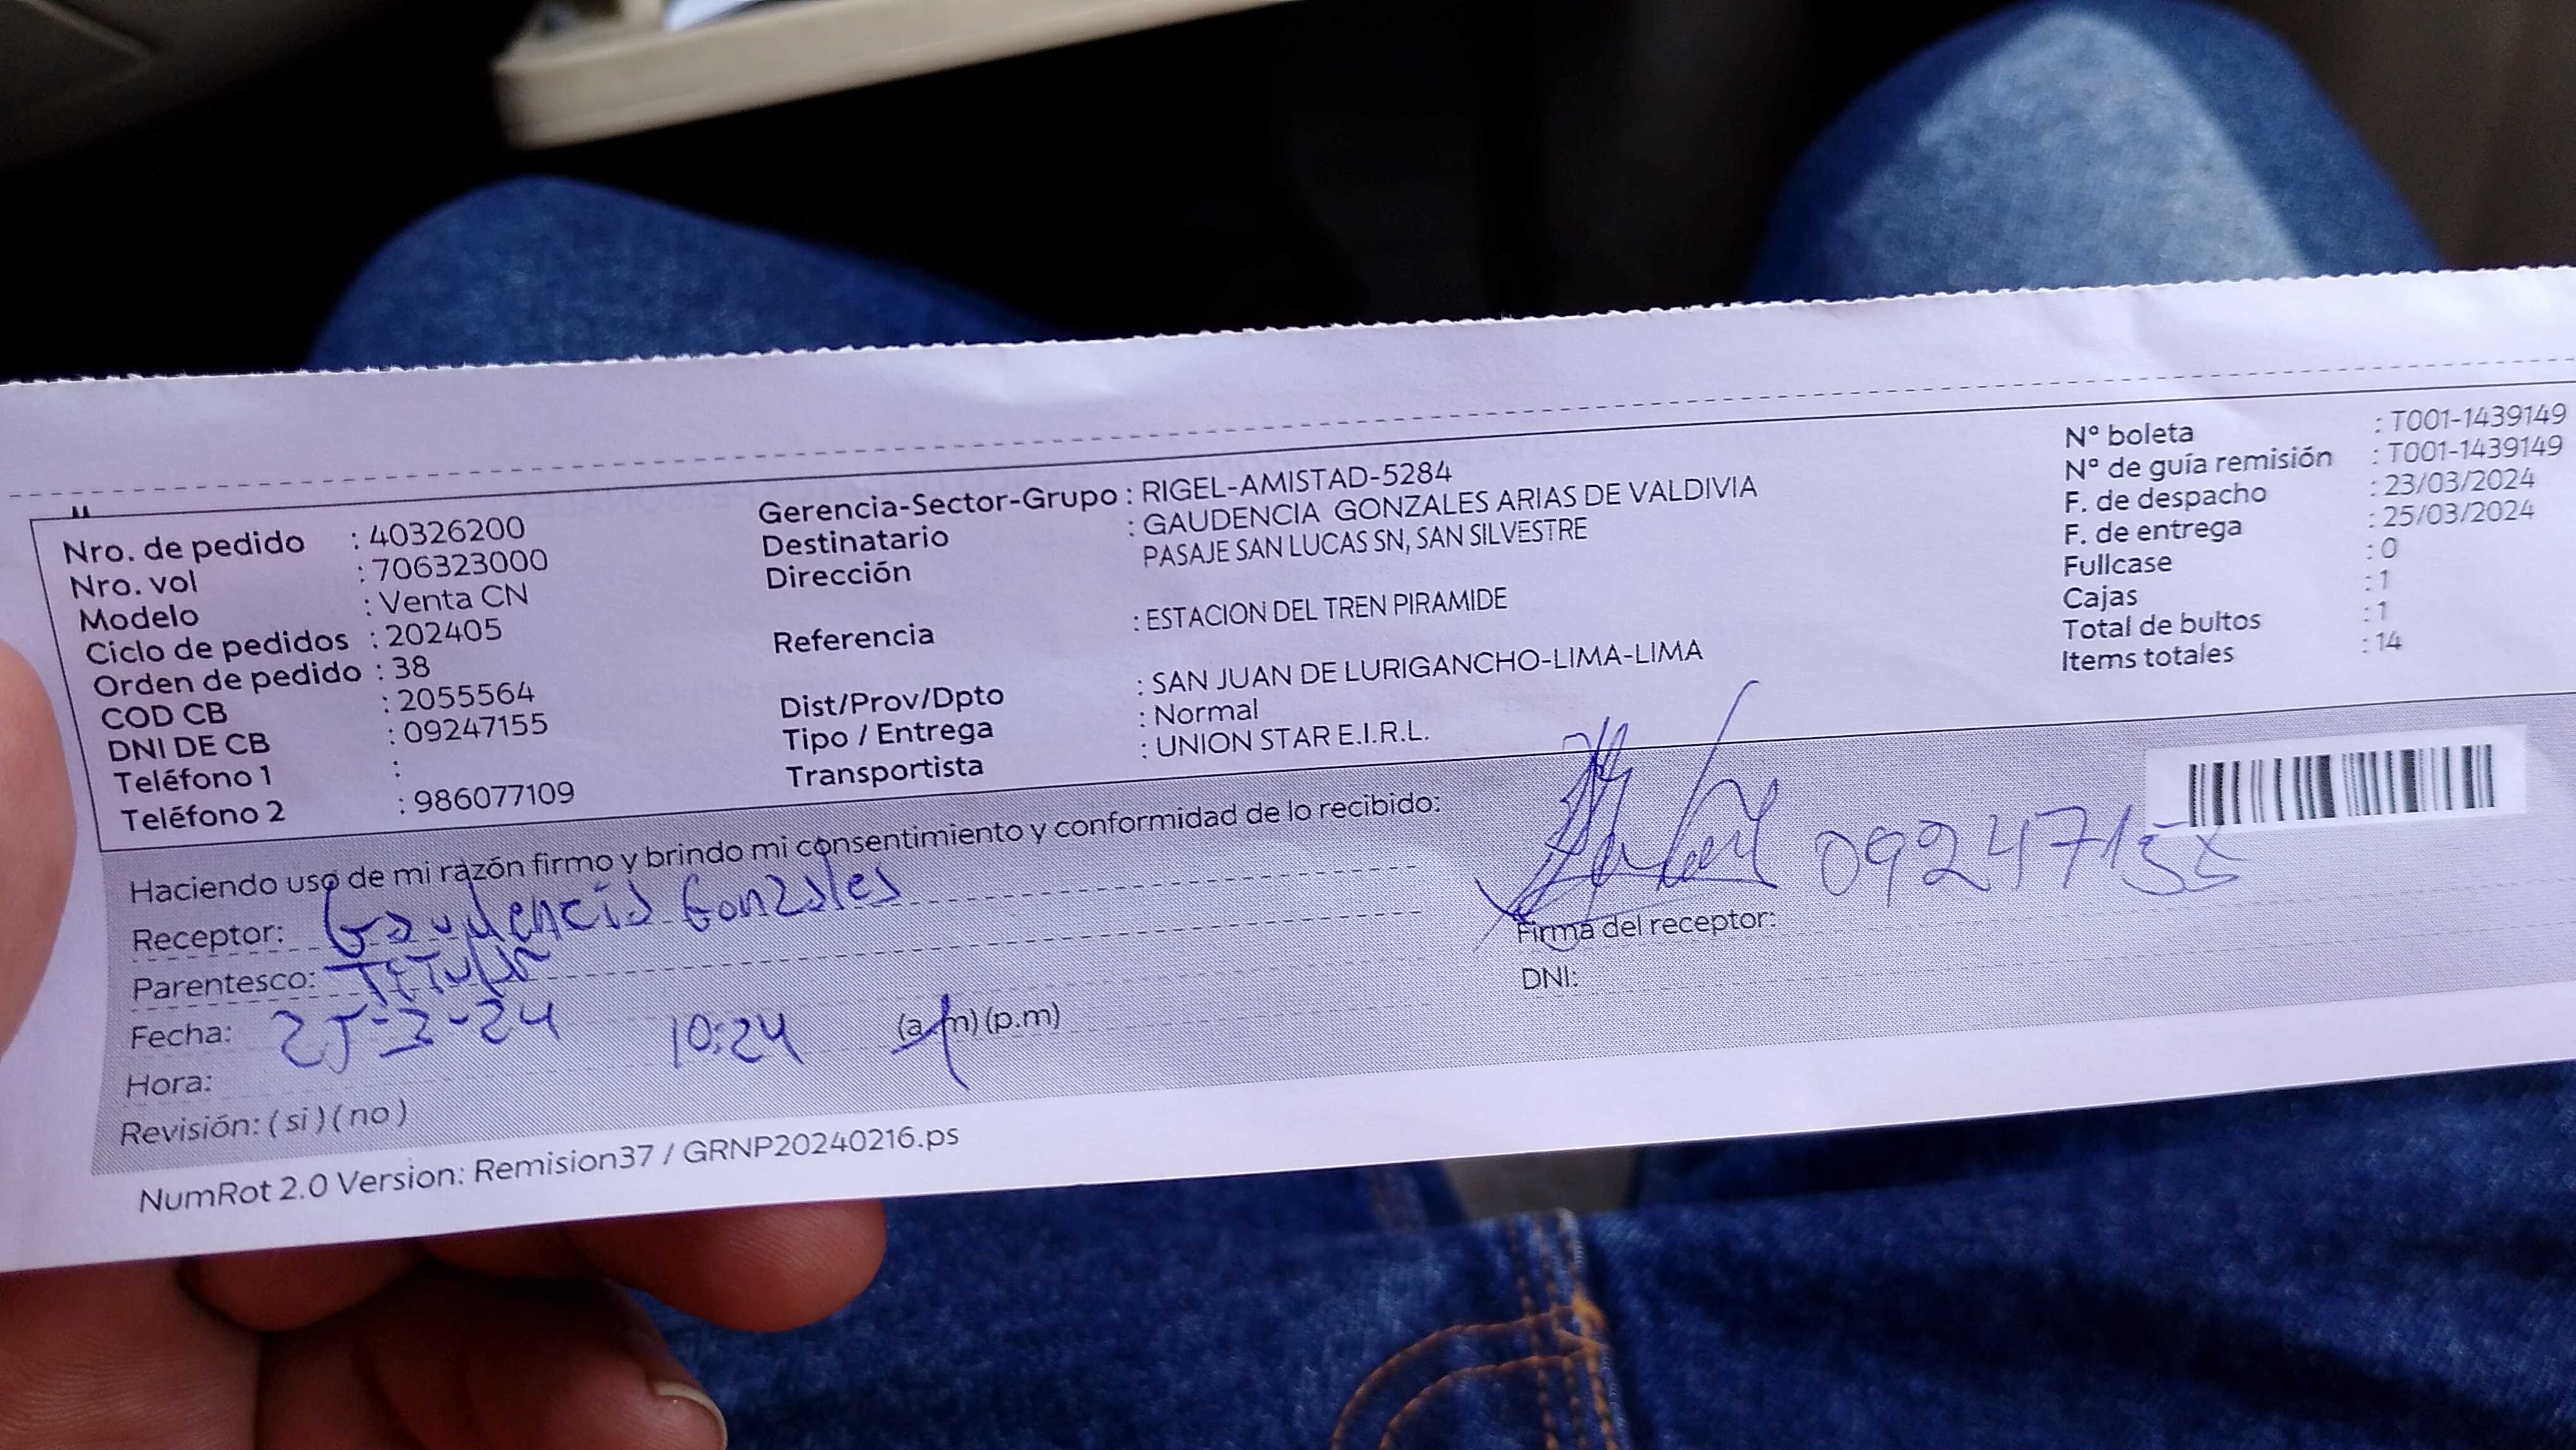 Nro. de pedido : 40326200
Nro. vol : 706323000
Modelo : Venta CN
Ciclo de pedidos : 202405
Orden de pedido : 38
COD CB : 2055564
DNI DE CB : 09247155
Teléfono 1 :
Teléfono 2 : 986077109
Gerencia-Sector-Grupo : RIGEL-AMISTAD-5284
Destinatario : GAUDENCIA GONZALES ARIAS DE VALDIVIA
Dirección PASAJE SAN LUCAS SN, SAN SILVESTRE
Referencia : ESTACION DEL TREN PIRAMIDE
Dist/Prov/Dpto : SAN JUAN DE LURIGANCHO-LIMA-LIMA
Tipo / Entrega : Normal
Transportista : UNION STAR E.I.R.L.
N° boleta : T001-1439149
N° de guía remisión : T001-1439149
F. de despacho : 23/03/2024
F. de entrega : 25/03/2024
Fullcase : 0
Cajas : 1
Total de bultos : 1
Items totales : 14
Haciendo uso de mi razón firmo y brindo mi consentimiento y conformidad de lo recibido:
Receptor: Gaudencia Gonzales
Parentesco: Titular
Fecha: 25-3-24 10:24 (a.m) (p.m)
Hora:
Revisión: ( si ) ( no )
09247155
Firma del receptor:
DNI:
NumRot 2.0 Version: Remision37 / GRNP20240216.ps